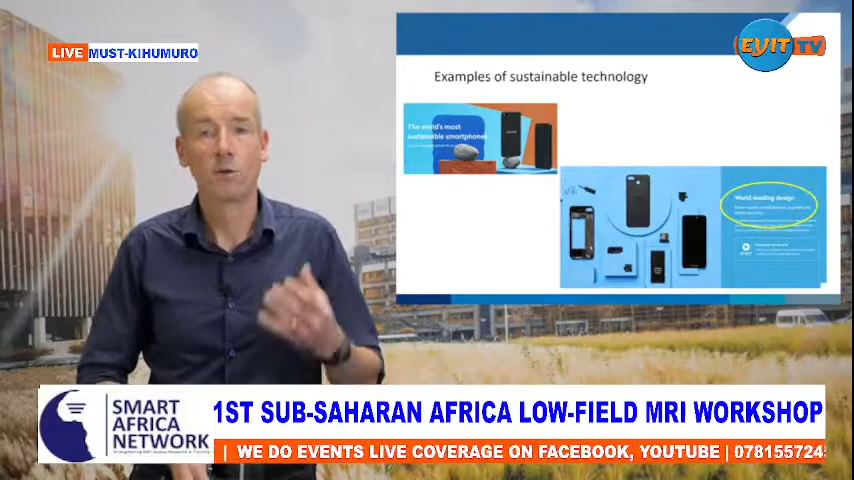 LIVE MUST-KIHUMURO
EVIT TV
Examples of sustainable technology
The world's most
sustainable smartphones
World-leading design
SMART
AFRICA
NETWORK
1ST SUB-SAHARAN AFRICA LOW-FIELD MRI WORKSHOP
| WE DO EVENTS LIVE COVERAGE ON FACEBOOK, YOUTUBE | 078155724